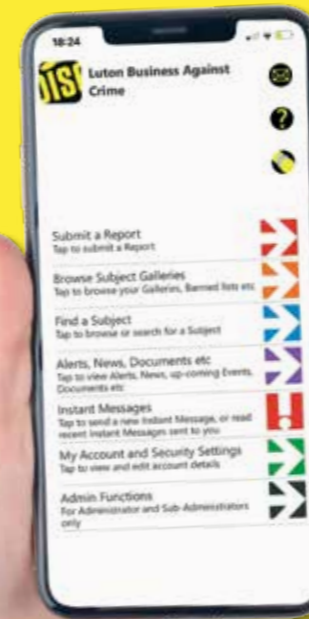 18:24
DIS
Luton Business Against
Crime
?
Submit a Report
Tap to submit a Report
Browse Subject Galleries
Tap to browse your Galleries, Banned lists etc
Find a Subject
Tap to browse or search for a Subject
Alerts, News, Documents etc
Tap to view Alerts, News, up-coming Events,
Documents etc
Instant Messages
Tap to send a new Instant Message, or read
recent Instant Messages sent to you
My Account and Security Settings
Tap to view and edit account details
Admin Functions
For Administrator and Sub-Administrators
only